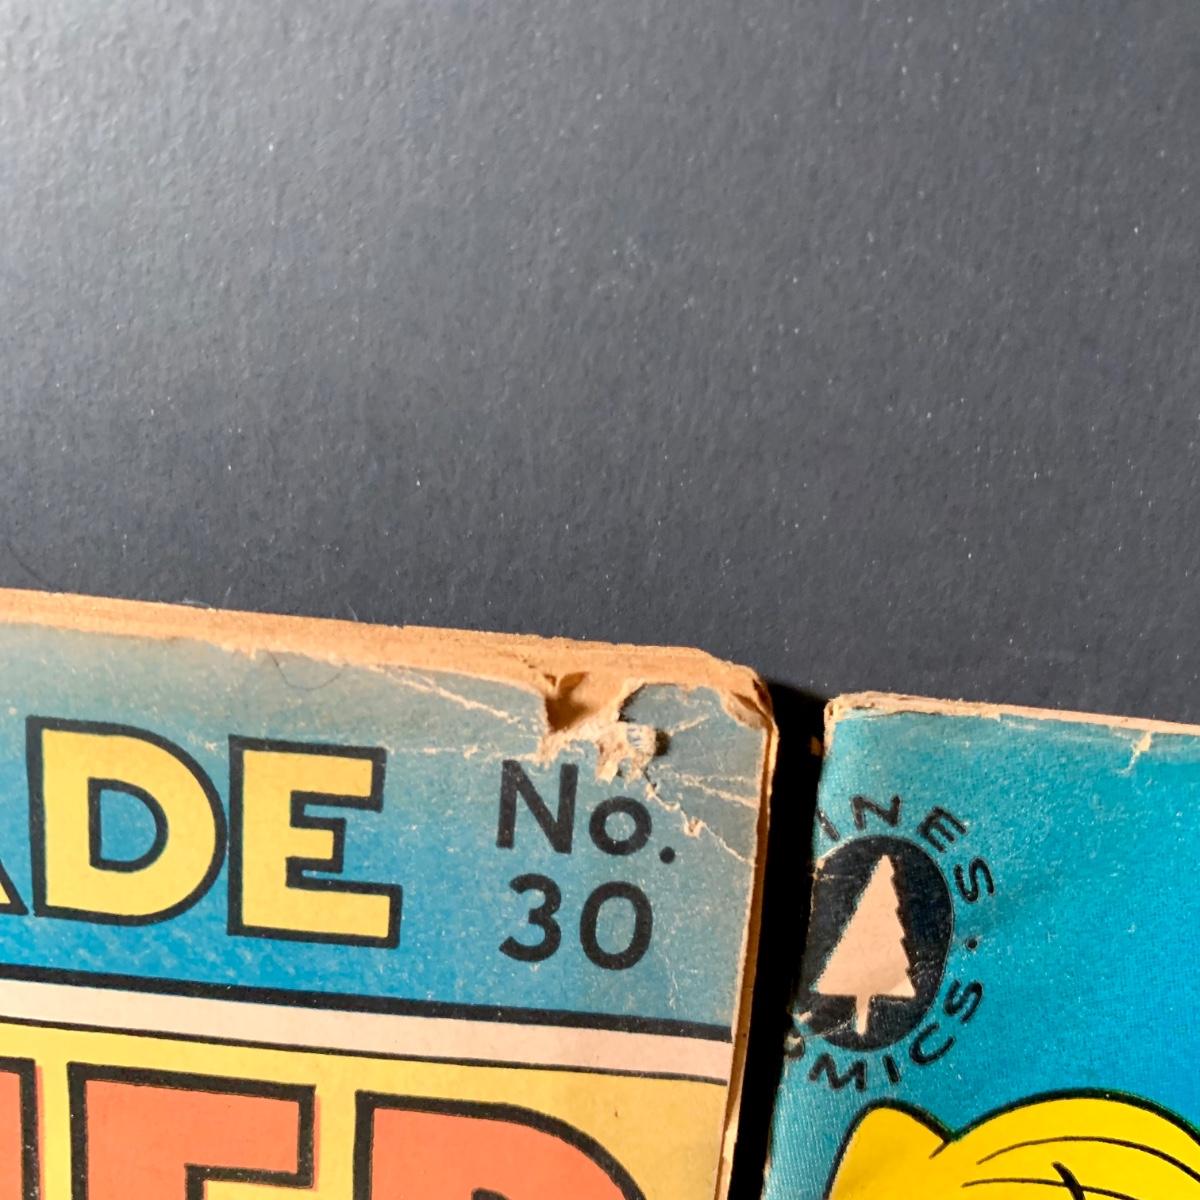 ADE
No.
30
INES.
OMICS.